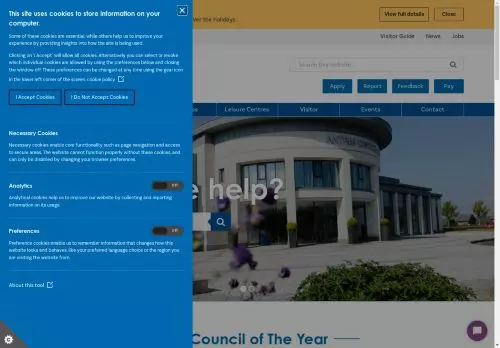 This site uses cookies to store information on your
computer.
Some of these cookies are essential, while others help us to improve your
experience by providing insights into how the site is being used.
Clicking on 'I Accept' will allow all cookies. Alternatively you can select or revoke
which individual cookies are allowed by using the preferences below and closing
the window off. These preferences can be changed at any time using the gear icon
in the lower left corner of the screen. cookie policy
I Accept Cookies
I Do Not Accept Cookies
Necessary Cookies
Necessary cookies enable core functionality such as page navigation and access
to secure areas. The website cannot function properly without these cookies, and
can only be disabled by changing your browser preferences.
Analytics
Off
Analytical cookies help us to improve our website by collecting and reporting
information on its usage.
Preferences
Off
Preference cookies enable us to remember information that changes how this
website looks and behaves, like your preferred language choice or the region you
are visiting the website from.
About this tool
ver the holidays.
View full details
Close
Visitor Guide
News
Jobs
Search this website
Apply
Report
Feedback
Pay
Leisure Centres
Visitor
Events
Contact
ANTRIM
e help?
Council of The Year